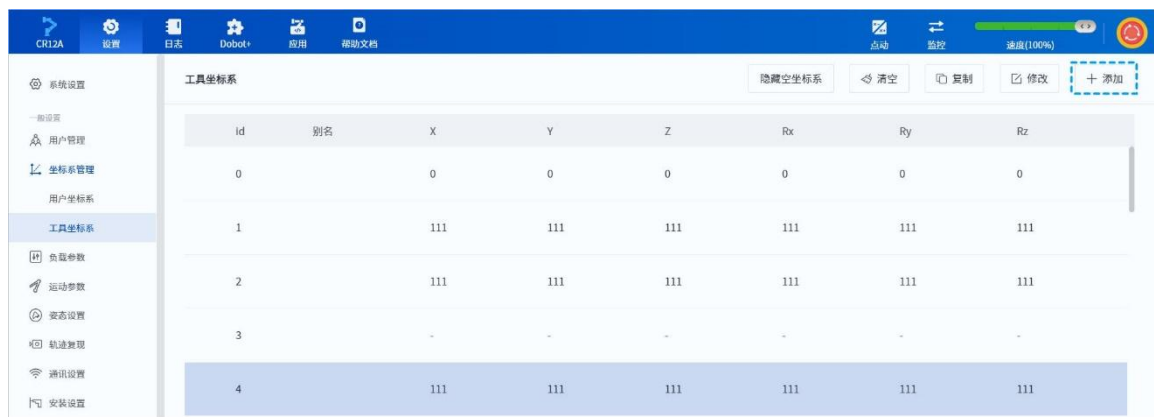 CR12A 设置 日志 Dobot+ 应用 帮助文档 点动 监控 速度(100%)
系统设置
一般设置
用户管理
坐标系管理
用户坐标系
工具坐标系
负载参数
运动参数
姿态设置
轨迹复现
通讯设置
安装设置
工具坐标系 隐藏空坐标系 清空 复制 修改 + 添加
id 别名 X Y Z Rx Ry Rz
0 0 0 0 0 0 0
1 111 111 111 111 111 111
2 111 111 111 111 111 111
3 - - - - - -
4 111 111 111 111 111 111